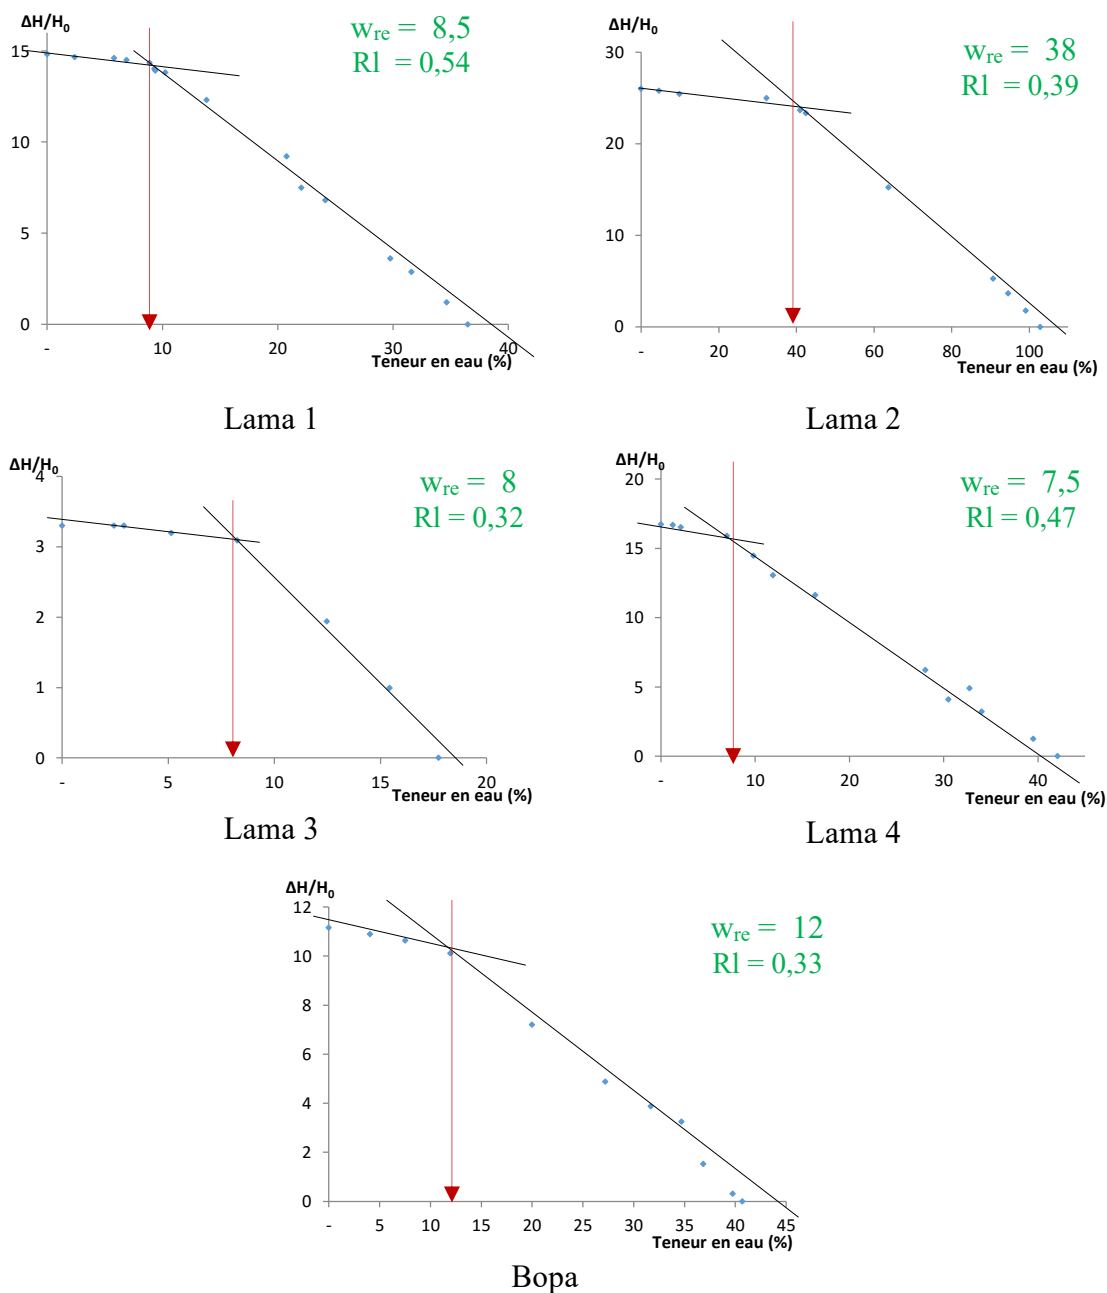 ΔH/H₀
w_re = 8,5
Rl = 0,54
15
10
5
0
- 10 20 30 40
Teneur en eau (%)
Lama 1
ΔH/H₀
w_re = 38
Rl = 0,39
30
20
10
0
- 20 40 60 80 100
Teneur en eau (%)
Lama 2
ΔH/H₀
w_re = 8
Rl = 0,32
4
3
2
1
0
- 5 10 15 20
Teneur en eau (%)
Lama 3
ΔH/H₀
w_re = 7,5
Rl = 0,47
20
15
10
5
0
- 10 20 30 40
Teneur en eau (%)
Lama 4
ΔH/H₀
w_re = 12
Rl = 0,33
12
10
8
6
4
2
0
- 5 10 15 20 25 30 35 40 45
Teneur en eau (%)
Bopa